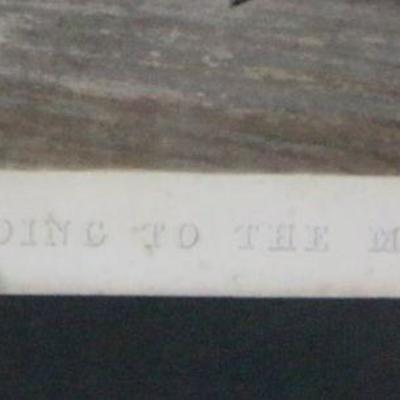 OING TO THE M